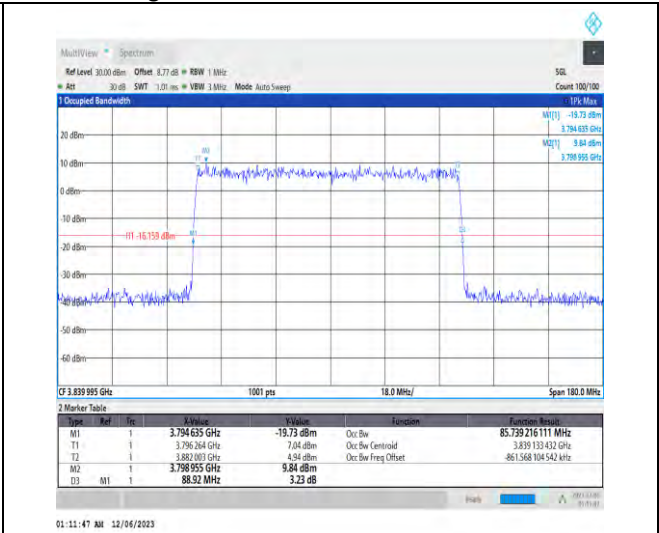 MultiView Spectrum
Ref Level 30.00 dBm Offset 8.77 dB RBW 1 MHz SGL
Att 30 dB SWT 1.01 ms VBW 3 MHz Mode Auto Sweep Count 100/100
1 Occupied Bandwidth 1Pk Max
M1[1] -19.73 dBm
3.794 635 GHz
20 dBm
M2[1] 9.84 dBm
3.798 955 GHz
M2
10 dBm
T1
0 dBm
-10 dBm
H1 -16.159 dBm
M1
D3
-20 dBm
-30 dBm
-40 dBm
-50 dBm
-60 dBm
CF 3.839 995 GHz 1001 pts 18.0 MHz/ Span 180.0 MHz
2 Marker Table
Type Ref Trc X-Value Y-Value Function Function Result
M1 1 3.794 635 GHz -19.73 dBm Occ Bw 85.739 216 111 MHz
T1 1 3.796 264 GHz 7.04 dBm Occ Bw Centroid 3.839 133 432 GHz
T2 1 3.882 003 GHz 4.94 dBm Occ Bw Freq Offset -861.568 104 542 kHz
M2 1 3.798 955 GHz 9.84 dBm
D3 M1 1 88.92 MHz 3.23 dB
01:11:47 AM 12/06/2023